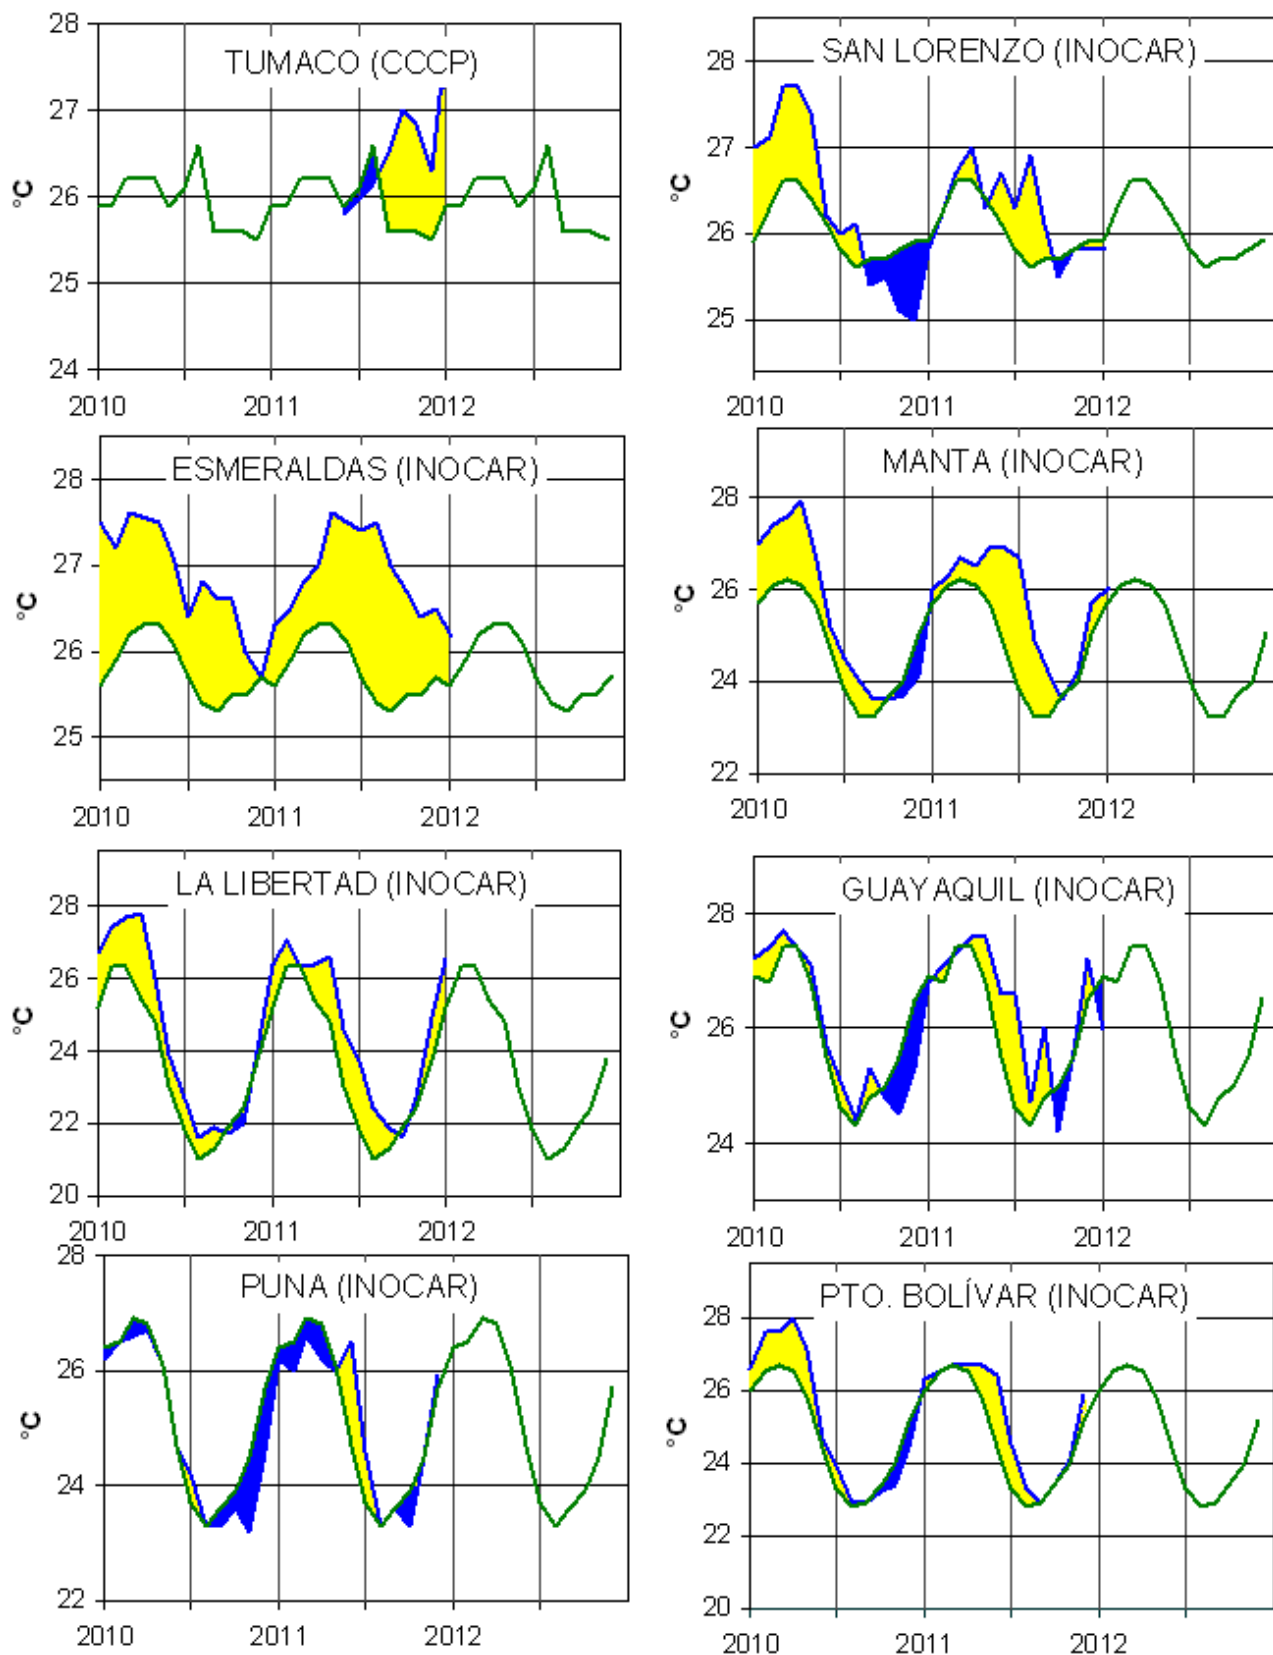 28
TUMACO (CCCP)
27
26
25
24
°C
2010 2011 2012
SAN LORENZO (INOCAR)
28
27
26
25
°C
2010 2011 2012
ESMERALDAS (INOCAR)
28
27
26
25
°C
2010 2011 2012
MANTA (INOCAR)
28
26
24
22
°C
2010 2011 2012
LA LIBERTAD (INOCAR)
28
26
24
22
20
°C
2010 2011 2012
GUAYAQUIL (INOCAR)
28
26
24
°C
2010 2011 2012
28
PUNA (INOCAR)
26
24
22
°C
2010 2011 2012
PTO. BOLÍVAR (INOCAR)
28
26
24
22
20
°C
2010 2011 2012